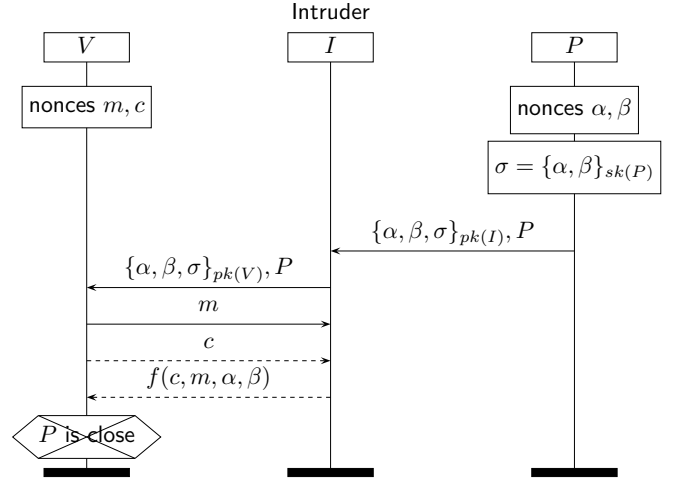 Intruder
V I P
nonces m, c
nonces α, β
σ = {α, β}sk(P)
{α, β, σ}pk(I), P
{α, β, σ}pk(V), P
m
c
f(c, m, α, β)
P is close